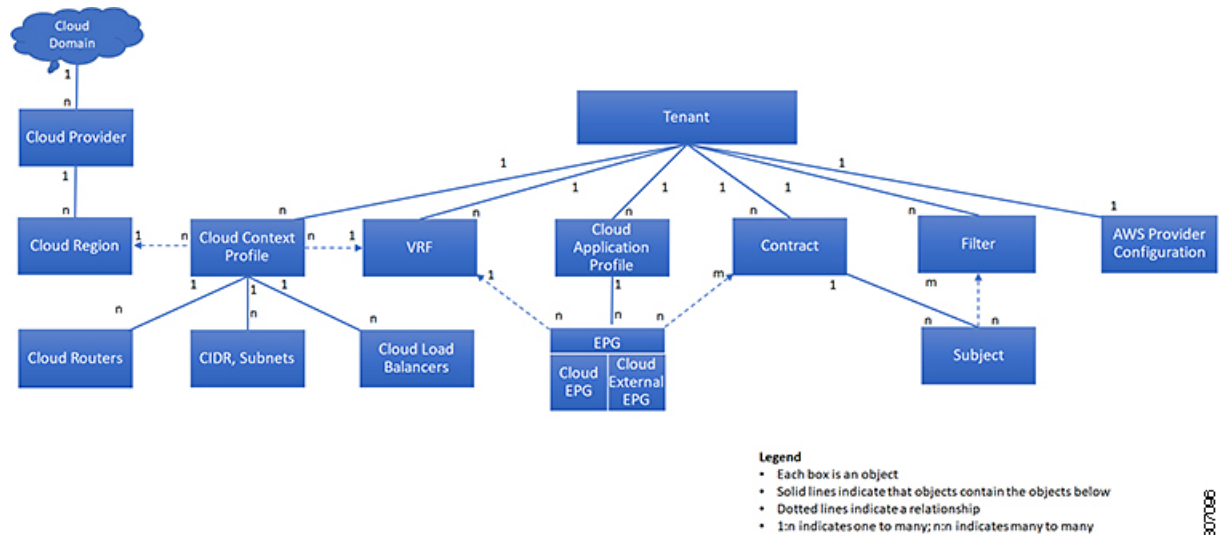 Cloud
Domain
1
n
Cloud Provider
Tenant
1
1
1
1
1
1
1
n
n
n
n
n
n
1
Cloud Region
1
n
Cloud Context
Profile
n
1
VRF
Cloud
Application
Profile
Contract
Filter
AWS Provider
Configuration
1
1
1
1
m
1
1
m
n
n
n
n
n
n
n
n
Cloud Routers
CIDR, Subnets
Cloud Load
Balancers
EPG
Cloud
EPG
Cloud
External
EPG
Subject
Legend
• Each box is an object
• Solid lines indicate that objects contain the objects below
• Dotted lines indicate a relationship
• 1:n indicates one to many; n:n indicates many to many
307096